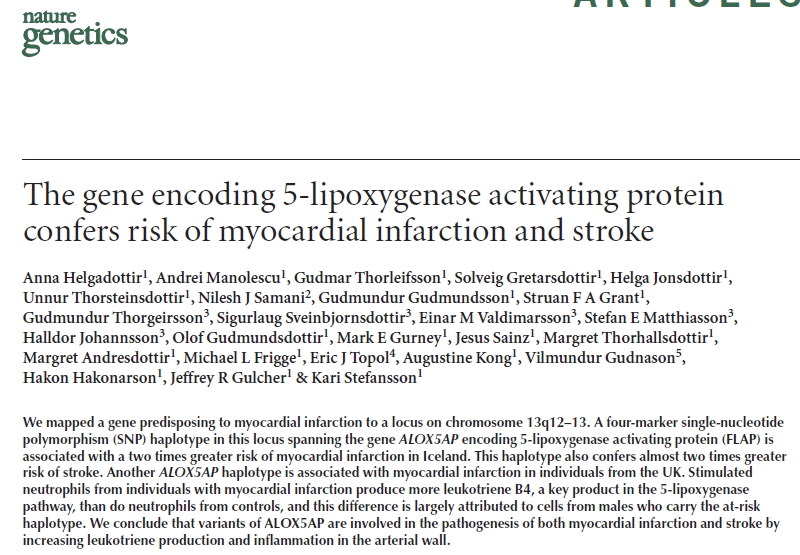 ARTICLES
nature
genetics
The gene encoding 5-lipoxygenase activating protein
confers risk of myocardial infarction and stroke
Anna Helgadottir1, Andrei Manolescu1, Gudmar Thorleifsson1, Solveig Gretarsdottir1, Helga Jonsdottir1,
Unnur Thorsteinsdottir1, Nilesh J Samani2, Gudmundur Gudmundsson1, Struan F A Grant1,
Gudmundur Thorgeirsson3, Sigurlaug Sveinbjornsdottir3, Einar M Valdimarsson3, Stefan E Matthiasson3,
Halldor Johannsson3, Olof Gudmundsdottir1, Mark E Gurney1, Jesus Sainz1, Margret Thorhallsdottir1,
Margret Andresdottir1, Michael L Frigge1, Eric J Topol4, Augustine Kong1, Vilmundur Gudnason5,
Hakon Hakonarson1, Jeffrey R Gulcher1 & Kari Stefansson1
We mapped a gene predisposing to myocardial infarction to a locus on chromosome 13q12–13. A four-marker single-nucleotide
polymorphism (SNP) haplotype in this locus spanning the gene ALOX5AP encoding 5-lipoxygenase activating protein (FLAP) is
associated with a two times greater risk of myocardial infarction in Iceland. This haplotype also confers almost two times greater
risk of stroke. Another ALOX5AP haplotype is associated with myocardial infarction in individuals from the UK. Stimulated
neutrophils from individuals with myocardial infarction produce more leukotriene B4, a key product in the 5-lipoxygenase
pathway, than do neutrophils from controls, and this difference is largely attributed to cells from males who carry the at-risk
haplotype. We conclude that variants of ALOX5AP are involved in the pathogenesis of both myocardial infarction and stroke by
increasing leukotriene production and inflammation in the arterial wall.